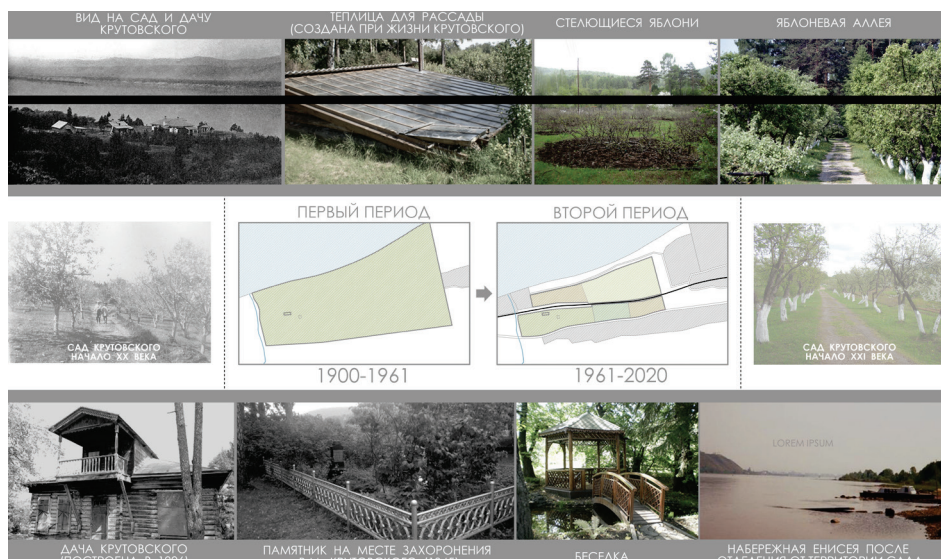 ВИД НА САД И ДАЧУ
КРУТОВСКОГО
ТЕПЛИЦА ДЛЯ РАССАДЫ
(СОЗДАНА ПРИ ЖИЗНИ КРУТОВСКОГО)
СТЕЛЮЩИЕСЯ ЯБЛОНИ
ЯБЛОНЕВАЯ АЛЛЕЯ
САД КРУТОВСКОГО
НАЧАЛО XX ВЕКА
ПЕРВЫЙ ПЕРИОД
1900-1961
ВТОРОЙ ПЕРИОД
1961-2020
САД КРУТОВСКОГО
НАЧАЛО XXI ВЕКА
LOREM IPSUM
ДАЧА КРУТОВСКОГО
ПАМЯТНИК НА МЕСТЕ ЗАХОРОНЕНИЯ
БЕСЕДКА
НАБЕРЕЖНАЯ ЕНИСЕЯ ПОСЛЕ